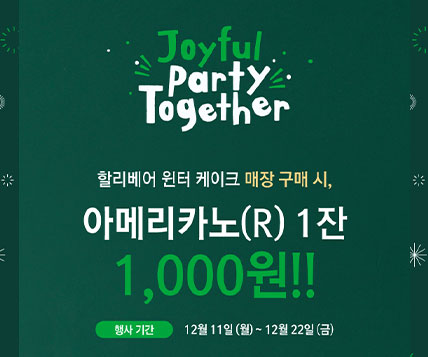 Joyful
Party
Together
할리베어 윈터 케이크 매장 구매 시,
아메리카노(R) 1잔
1,000원!!
행사 기간 12월 11일 (월) ~ 12월 22일 (금)